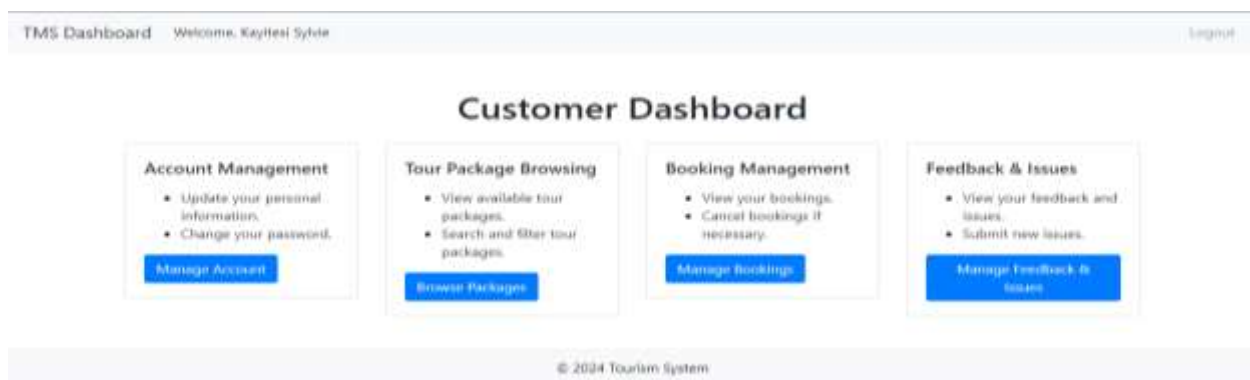 TMS Dashboard Welcome, Kayitesi Sylvie Logout
Customer Dashboard
Account Management
• Update your personal
information.
• Change your password.
Manage Account
Tour Package Browsing
• View available tour
packages.
• Search and filter tour
packages.
Browse Packages
Booking Management
• View your bookings.
• Cancel bookings if
necessary.
Manage Bookings
Feedback & Issues
• View your feedback and
issues.
• Submit new issues.
Manage Feedback &
Issues
© 2024 Tourism System